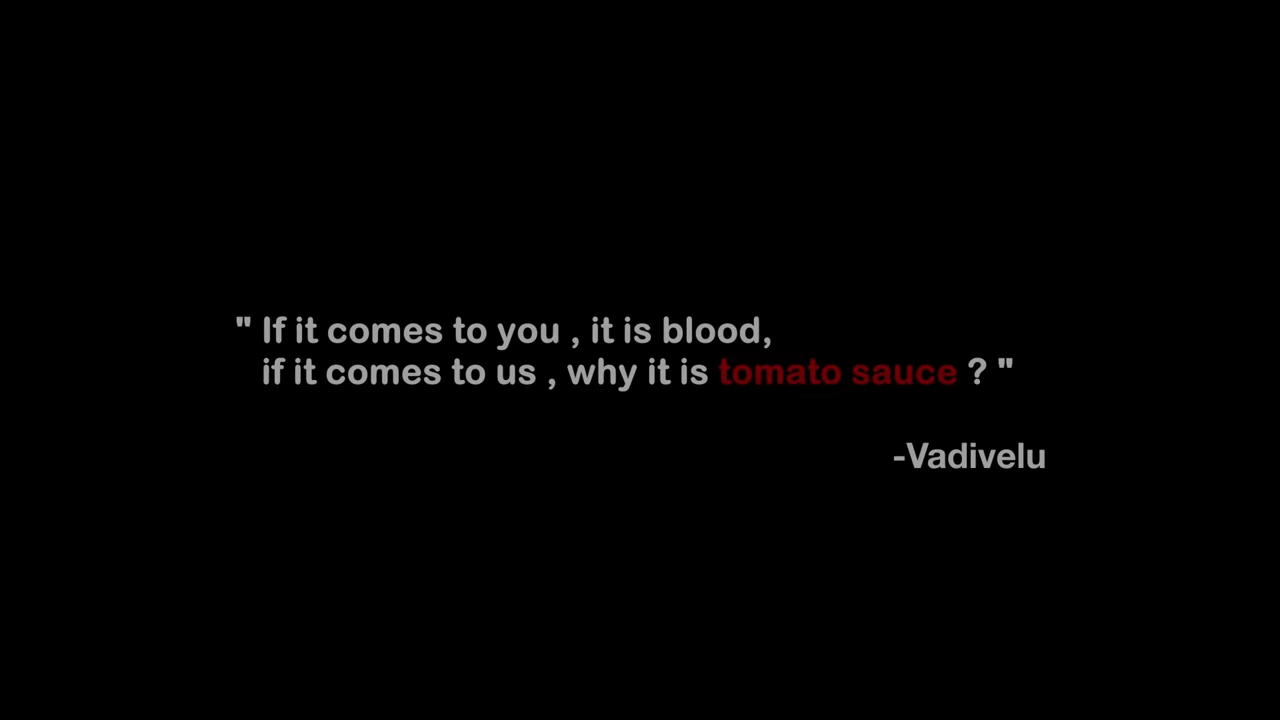 " If it comes to you , it is blood,
if it comes to us , why it is tomato sauce ? "
-Vadivelu